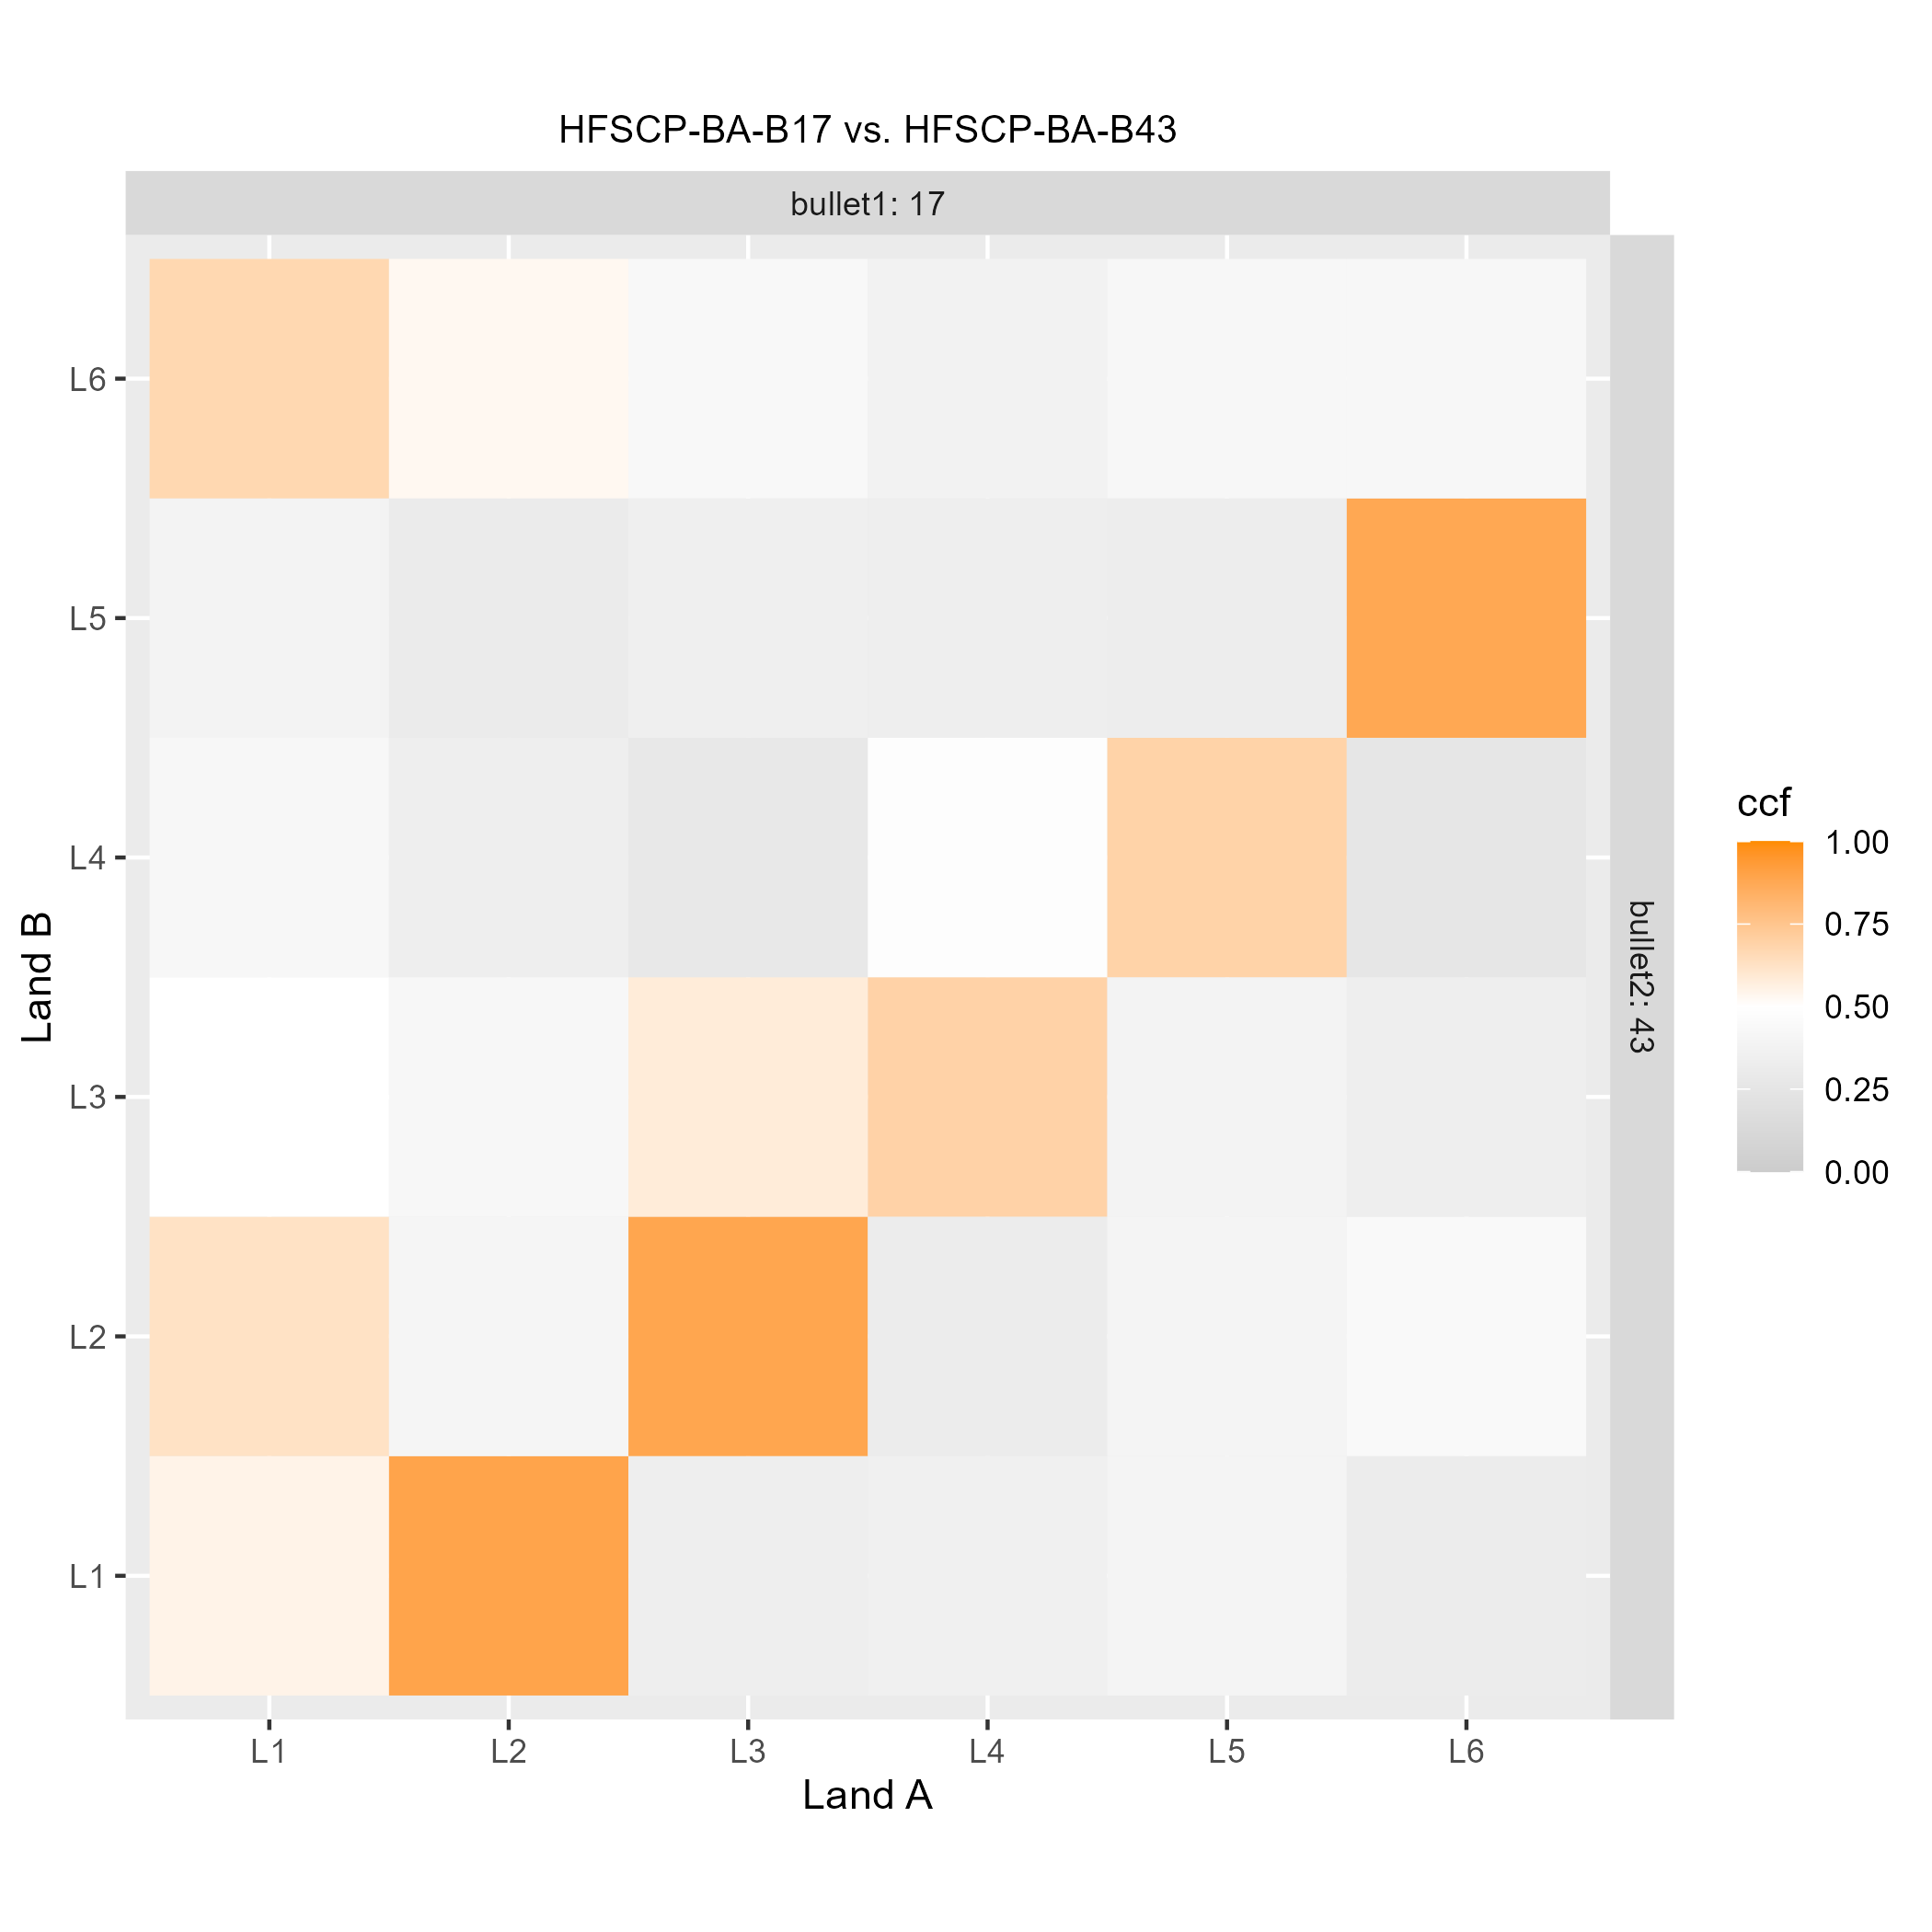 HFSCP-BA-B17 vs. HFSCP-BA-B43
bullet1: 17
L6
L5
L4
L3
L2
L1
Land B
bullet2: 43
ccf
1.00
0.75
0.50
0.25
0.00
L1 L2 L3 L4 L5 L6
Land A